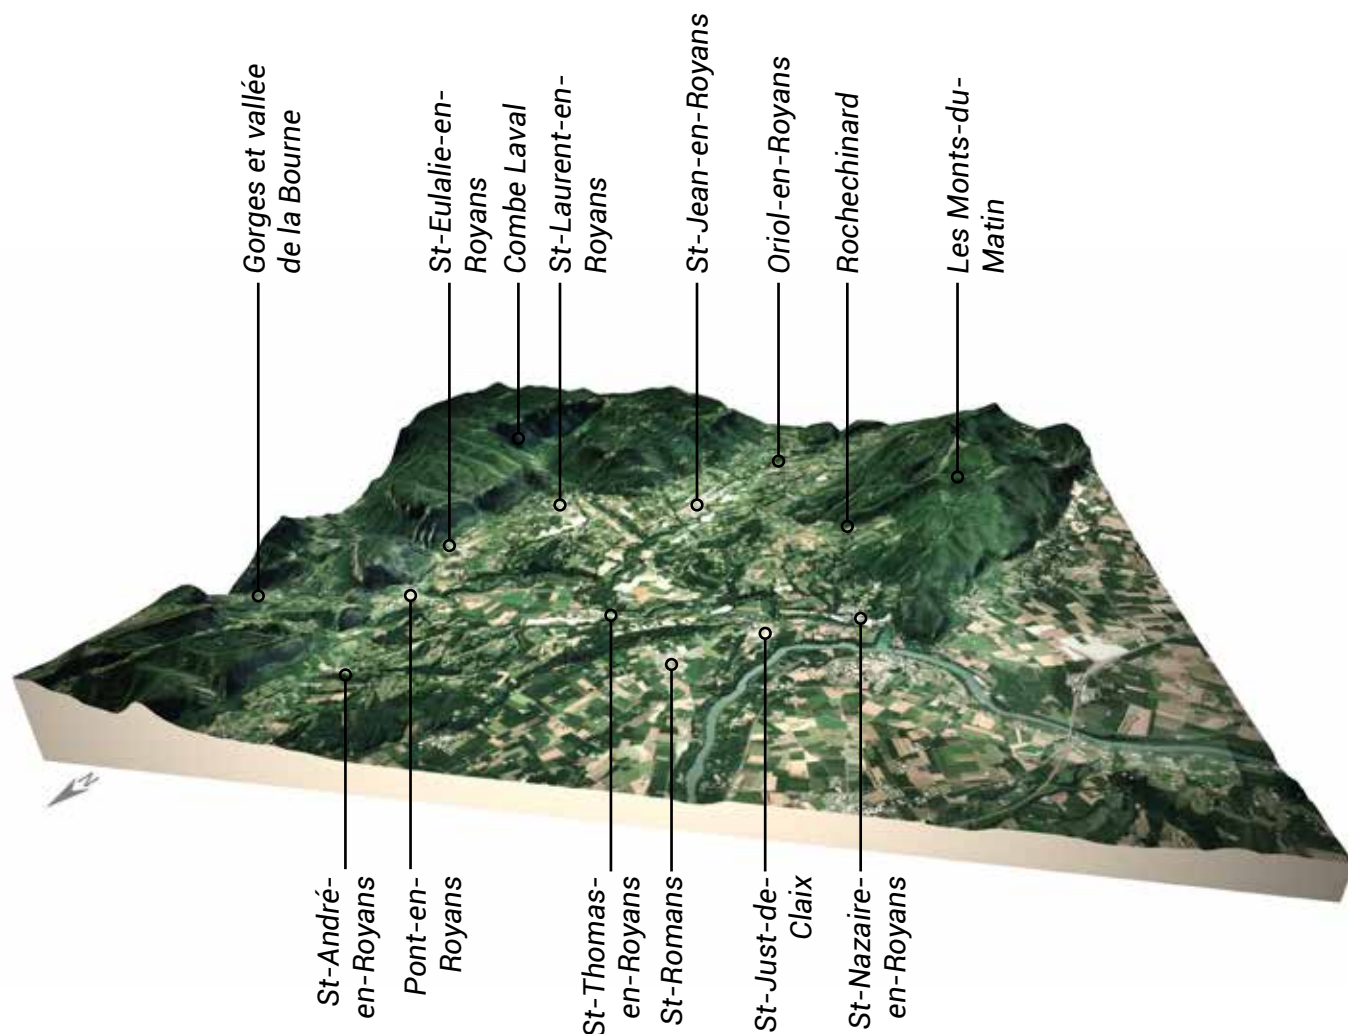 Gorges et vallée
de la Bourne
St-Eulalie-en-
Royans
Combe Laval
St-Laurent-en-
Royans
St-Jean-en-Royans
Oriol-en-Royans
Rochechinard
Les Monts-du-
Matin
N
St-André-
en-Royans
Pont-en-
Royans
St-Thomas-
en-Royans
St-Romans
St-Just-de-
Claix
St-Nazaire-
en-Royans